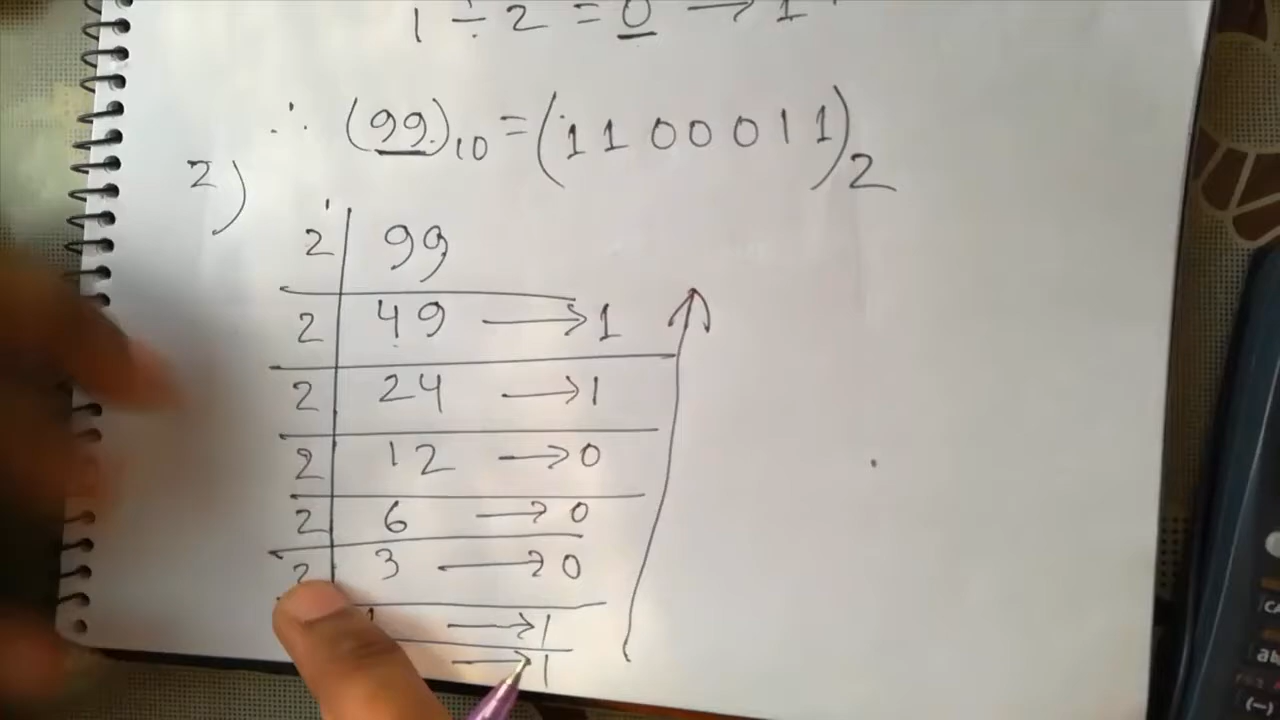 1 ÷ 2 = 0 → 1
∴ (99)10 = (1100011)2
2)
2 99
2 49 → 1
2 24 → 1
2 12 → 0
2 6 → 0
2 3 → 0
1 → 1
→ 1